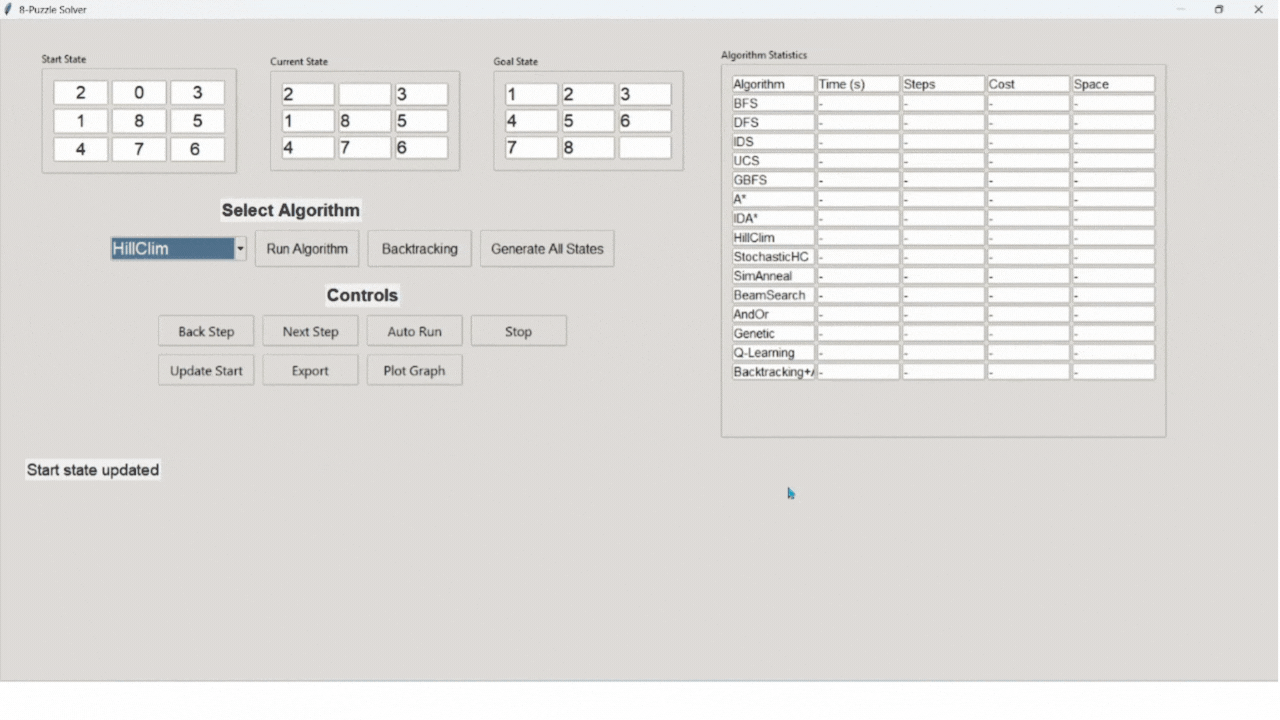 8-Puzzle Solver
Start State
2 0 3
1 8 5
4 7 6
Current State
2 3
1 8 5
4 7 6
Goal State
1 2 3
4 5 6
7 8
Select Algorithm
HillClim Run Algorithm Backtracking Generate All States
Controls
Back Step Next Step Auto Run Stop
Update Start Export Plot Graph
Start state updated
Algorithm Statistics
Algorithm Time (s) Steps Cost Space
BFS - - - -
DFS - - - -
IDS - - - -
UCS - - - -
GBFS - - - -
A* - - - -
IDA* - - - -
HillClim - - - -
StochasticHC - - - -
SimAnneal - - - -
BeamSearch - - - -
AndOr - - - -
Genetic - - - -
Q-Learning - - - -
Backtracking+ - - - -